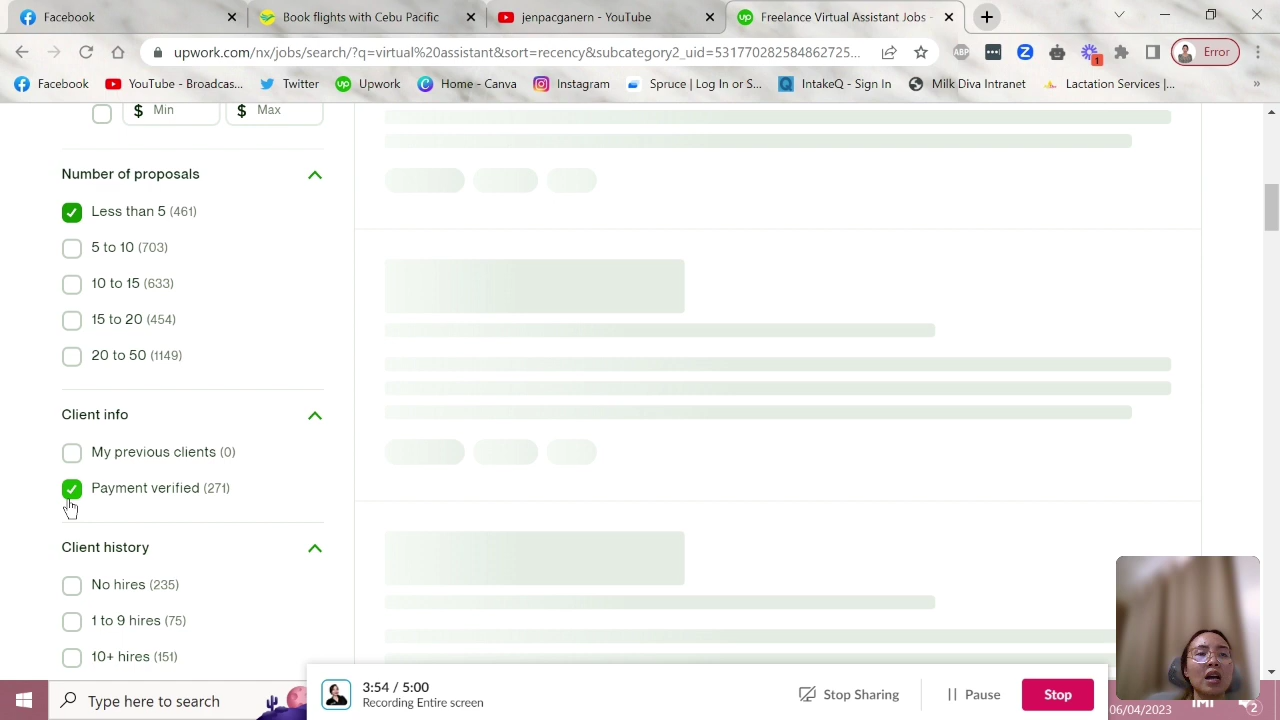 Facebook
Book flights with Cebu Pacific
jenpacganern - YouTube
Freelance Virtual Assistant Jobs -
upwork.com/nx/jobs/search/?q=virtual%20assistant&sort=recency&subcategory2_uid=531770282584862725...
ABP
Z
1
Error
Facebook
YouTube - Broadcas...
Twitter
up Upwork
Home - Canva
Instagram
Spruce | Log In or S...
IntakeQ - Sign In
Milk Diva Intranet
Lactation Services |...
»
$ Min
$ Max
Number of proposals
Less than 5 (461)
5 to 10 (703)
10 to 15 (633)
15 to 20 (454)
20 to 50 (1149)
Client info
My previous clients (0)
Payment verified (271)
Client history
No hires (235)
1 to 9 hires (75)
10+ hires (151)
3:54 / 5:00
Recording Entire screen
Stop Sharing
Pause
Stop
Type here to search
06/04/2023
2